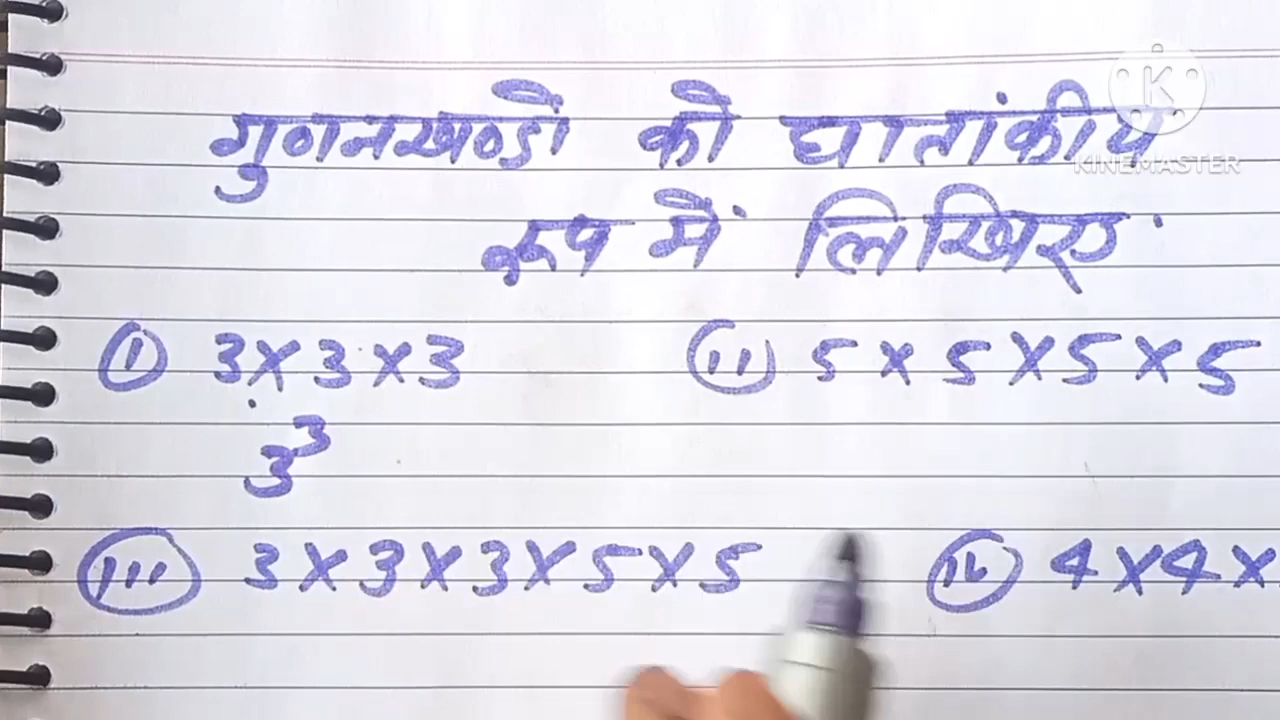 गुणनखण्डों को घातांकीय
रूप में लिखिए
K
KINEMASTER
(i) 3×3×3 (ii) 5×5×5×5
3³
(iii) 3×3×3×5×5 (iv) 4×4×